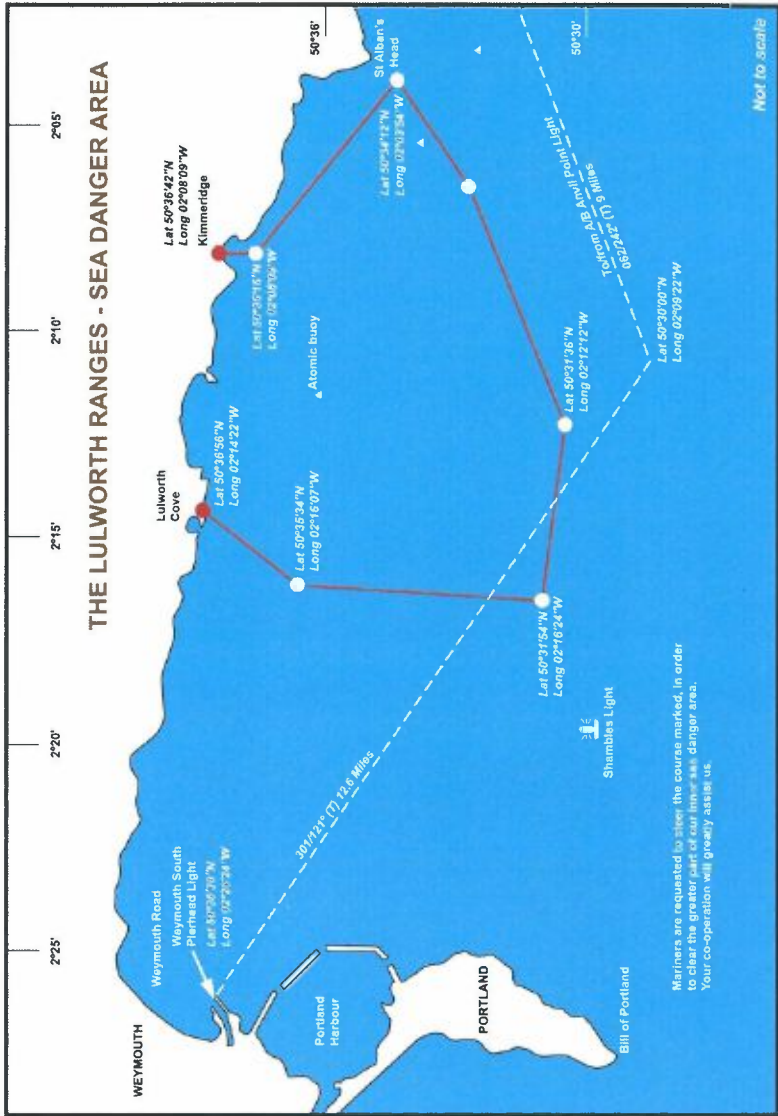 THE LULWORTH RANGES - SEA DANGER AREA
2°25'
2°20'
2°15'
2°10'
2°05'
50°36'
50°30'
WEYMOUTH
Weymouth Road
Weymouth South
Pierhead Light
Portland
Harbour
PORTLAND
Bill of Portland
301/121° (T) 12.6 Miles
Lulworth
Cove
Lat 50°36'56"N
Long 02°14'22"W
Lat 50°35'34"N
Long 02°16'07"W
Lat 50°31'54"N
Long 02°16'24"W
Shambles Light
Atomic buoy
Lat 50°36'42"N
Long 02°08'09"W
Kimmeridge
St Alban's
Head
Lat 50°34'12"N
Long 02°03'54"W
Lat 50°31'36"N
Long 02°12'12"W
To/from A/B Anvil Point Light
062/242° (T) 9 Miles
Lat 50°30'00"N
Long 02°09'22"W
Mariners are requested to steer the course marked, in order
to clear the greater part of our inner sea danger area.
Your co-operation will greatly assist us.
Not to scale